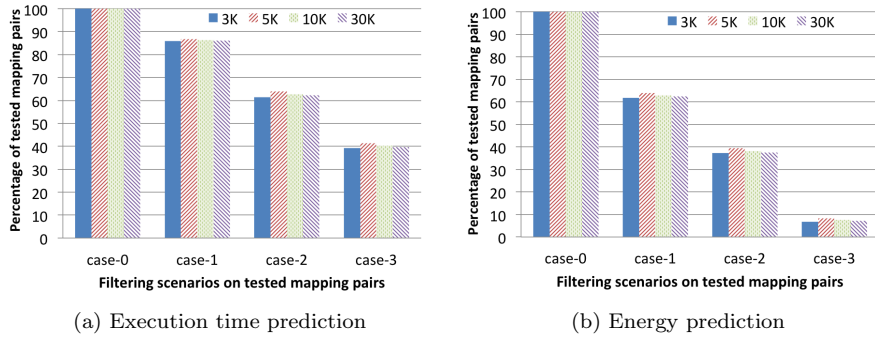 Percentage of tested mapping pairs
100
90
80
70
60
50
40
30
20
10
0
3K 5K 10K 30K
case-0 case-1 case-2 case-3
Filtering scenarios on tested mapping pairs
(a) Execution time prediction
Percentage of tested mapping pairs
100
90
80
70
60
50
40
30
20
10
0
3K 5K 10K 30K
case-0 case-1 case-2 case-3
Filtering scenarios on tested mapping pairs
(b) Energy prediction